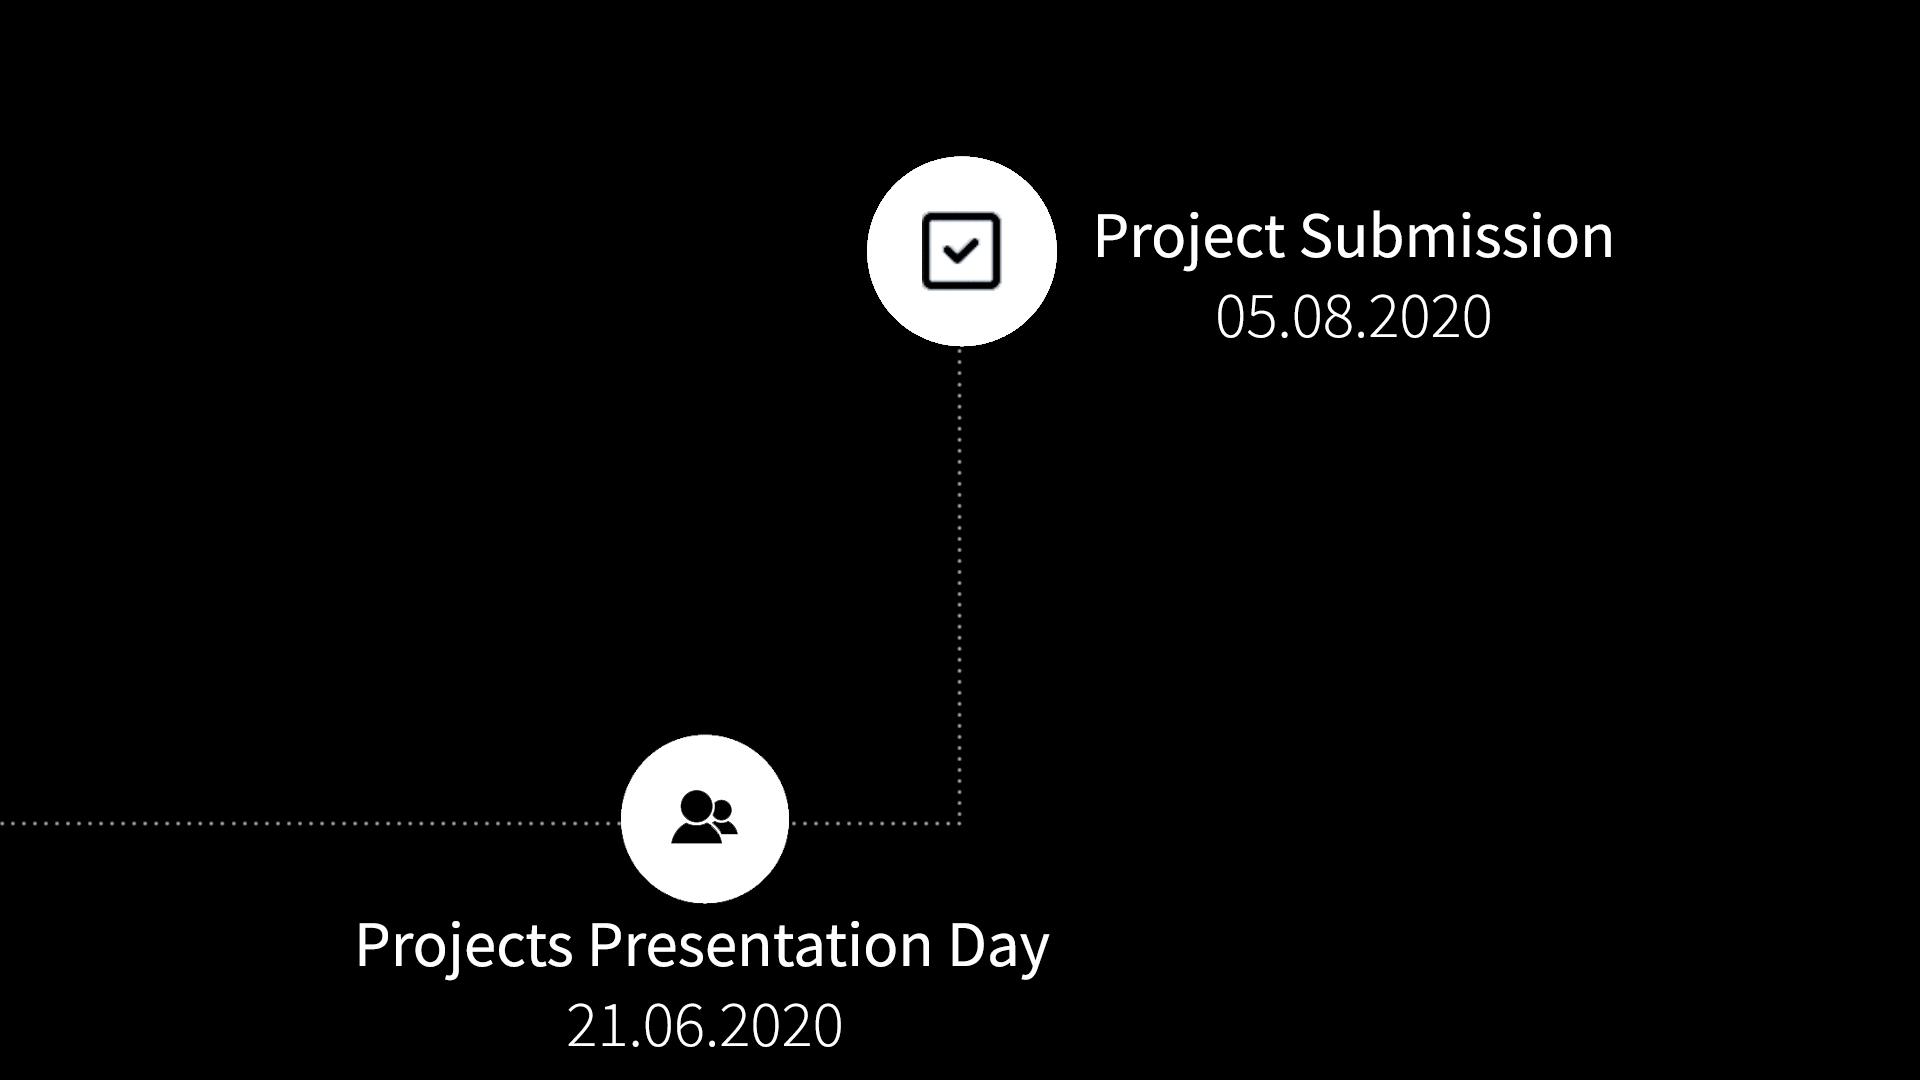 Project Submission
05.08.2020
Projects Presentation Day
21.06.2020